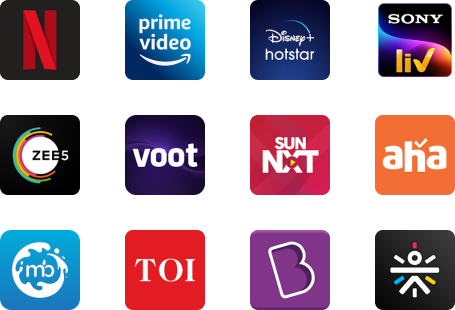 N
prime
video
Disney+
hotstar
SONY
liv
ZEE5
voot
SUN
NXT
aha
mb
TOI
B